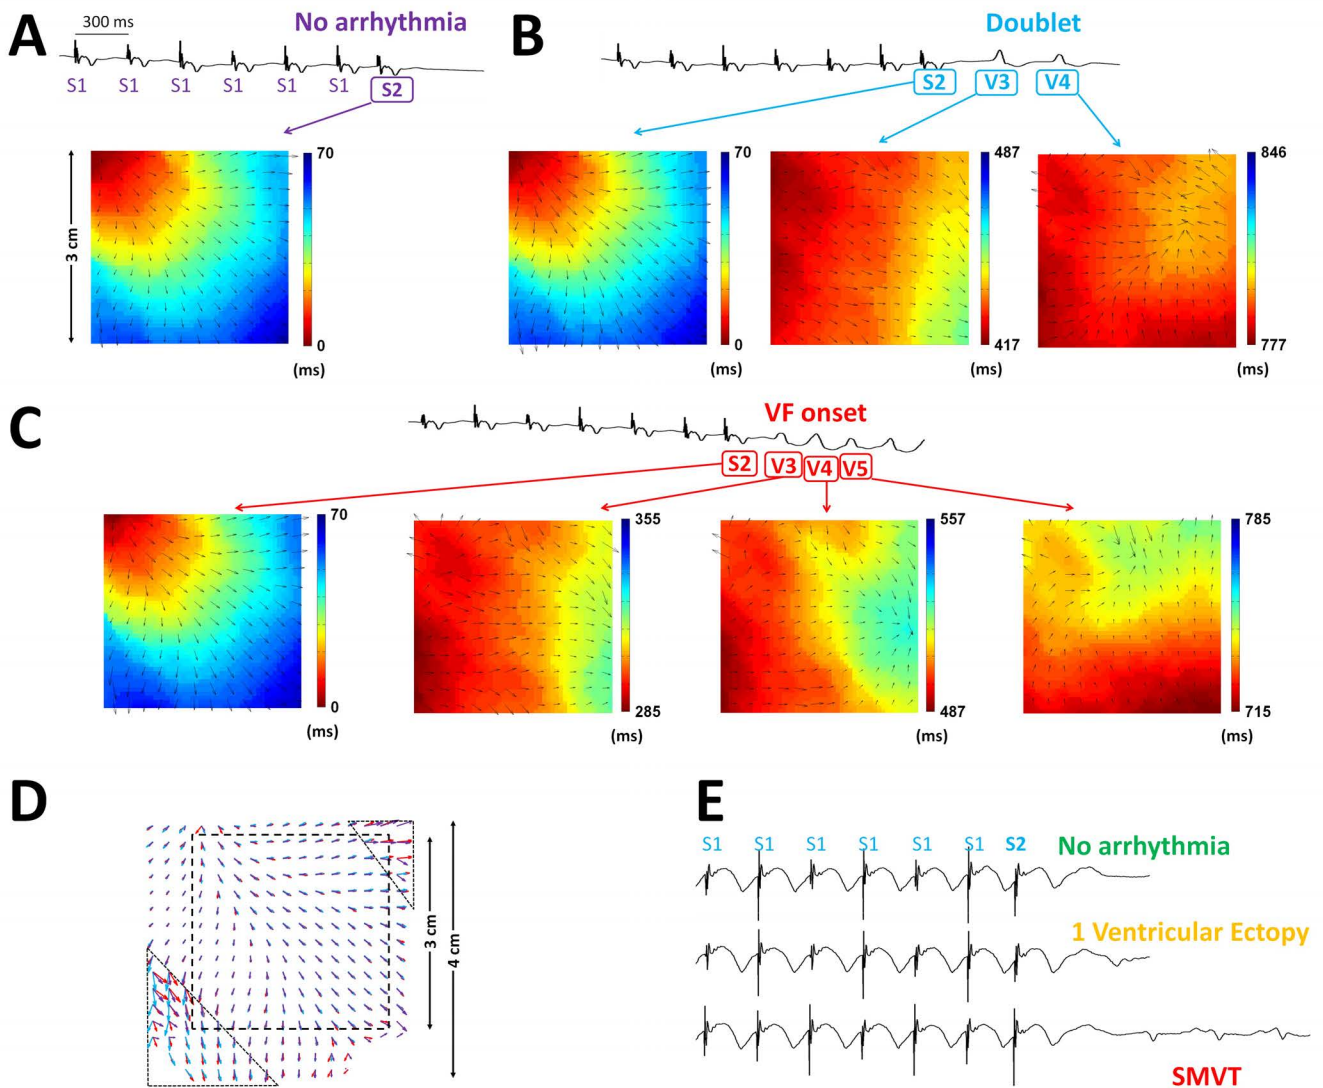 A
300 ms
No arrhythmia
S1 S1 S1 S1 S1 S1 S2
3 cm
70
0
(ms)
B
Doublet
S2 V3 V4
70
0
(ms)
487
417
(ms)
846
777
(ms)
C
VF onset
S2 V3 V4 V5
70
0
(ms)
355
285
(ms)
557
487
(ms)
785
715
(ms)
D
3 cm
4 cm
E
S1 S1 S1 S1 S1 S1 S2
No arrhythmia
1 Ventricular Ectopy
SMVT